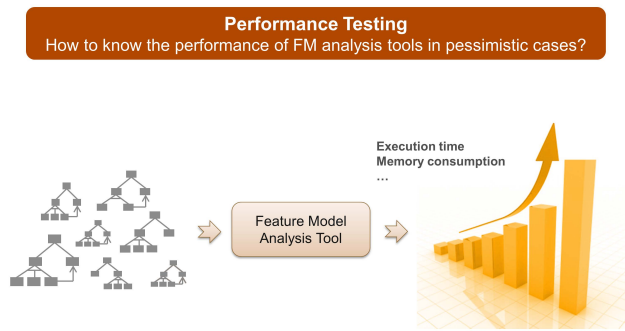 Performance Testing
How to know the performance of FM analysis tools in pessimistic cases?
Execution time
Memory consumption
…
Feature Model
Analysis Tool